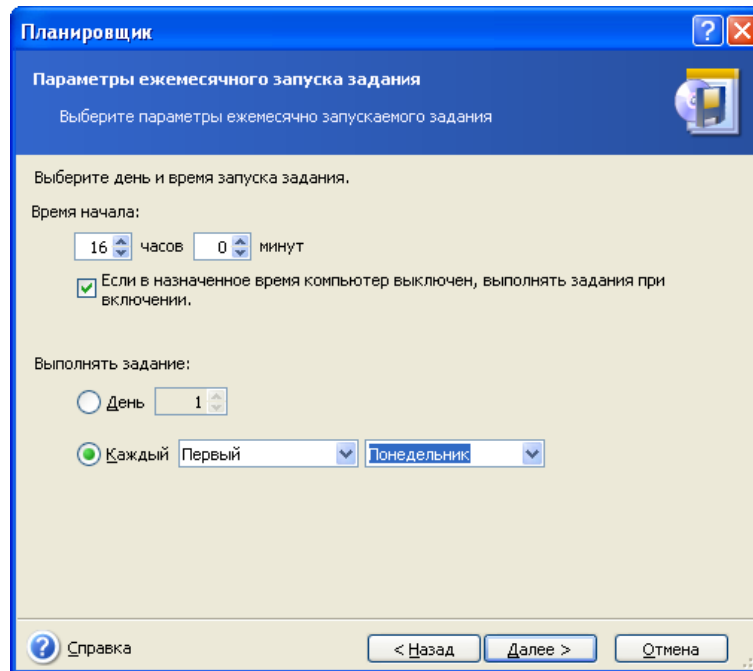 Планировщик
Параметры ежемесячного запуска задания
Выберите параметры ежемесячно запускаемого задания
Выберите день и время запуска задания.
Время начала:
16 часов 0 минут
Если в назначенное время компьютер выключен, выполнять задания при
включении.
Выполнять задание:
День 1
Каждый Первый Понедельник
Справка < Назад Далее > Отмена